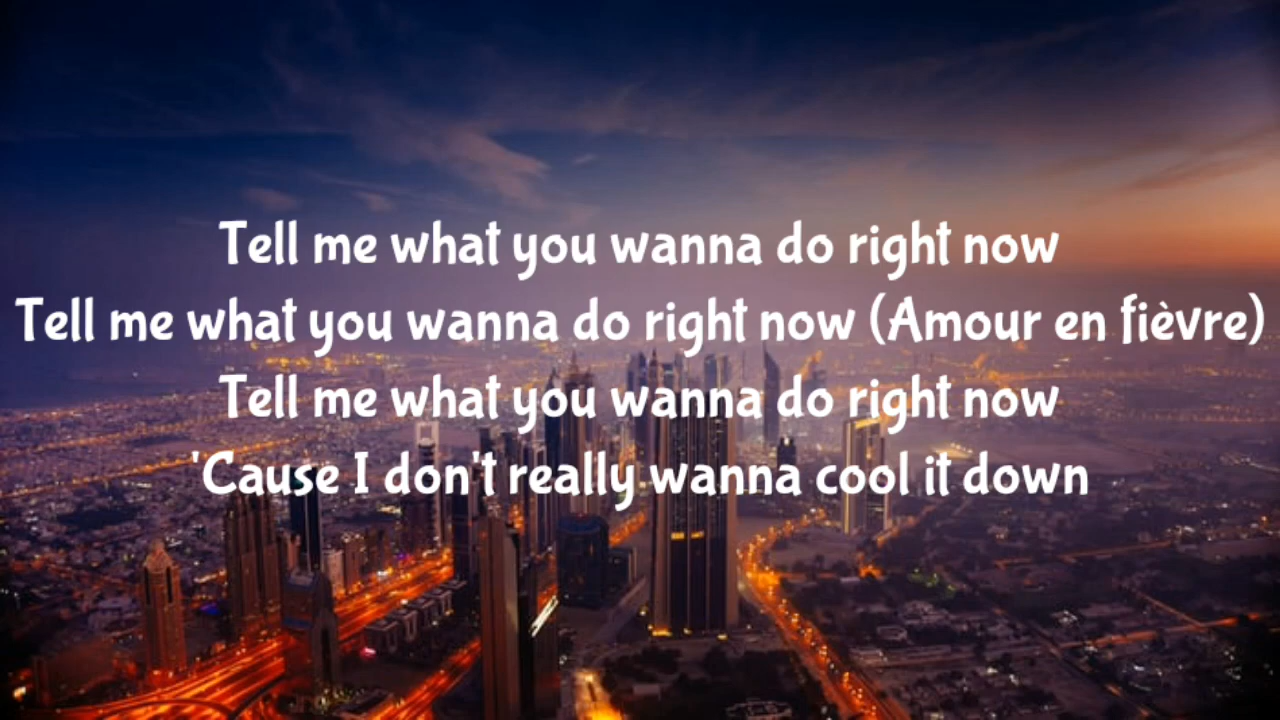 Tell me what you wanna do right now
Tell me what you wanna do right now (Amour en fièvre)
Tell me what you wanna do right now
'Cause I don't really wanna cool it down